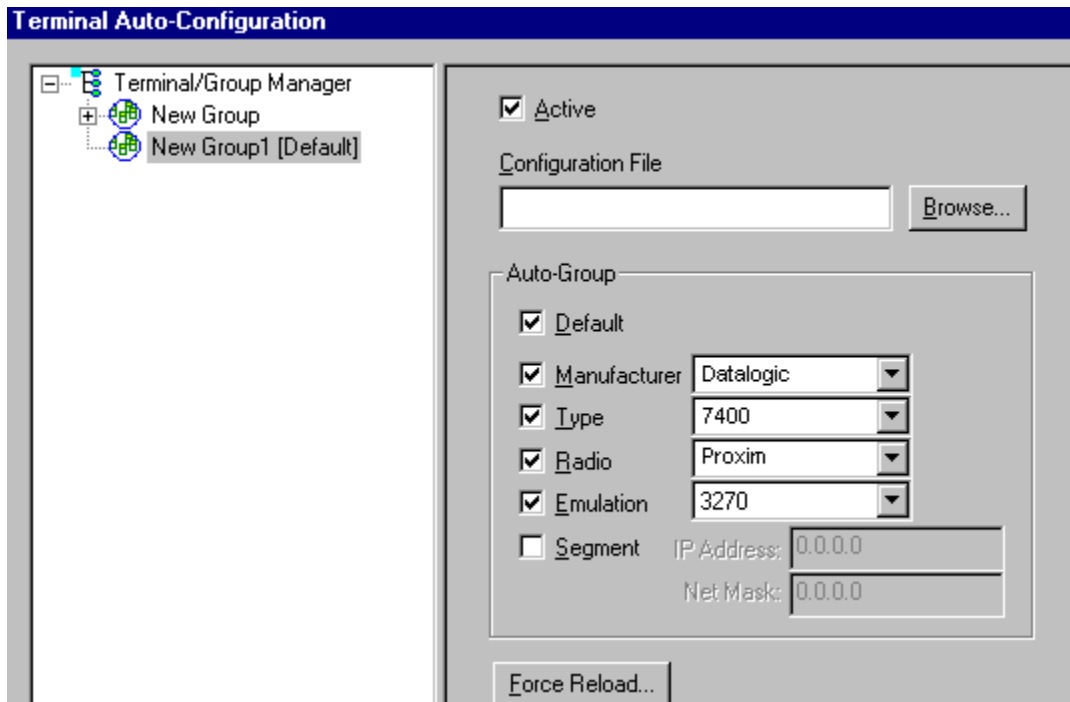 Terminal Auto-Configuration
Terminal/Group Manager
New Group
New Group1 [Default]
Active
Configuration File
Browse...
Auto-Group
Default
Manufacturer Datalogic
Type 7400
Radio Proxim
Emulation 3270
Segment IP Address: 0.0.0.0
Net Mask: 0.0.0.0
Force Reload...